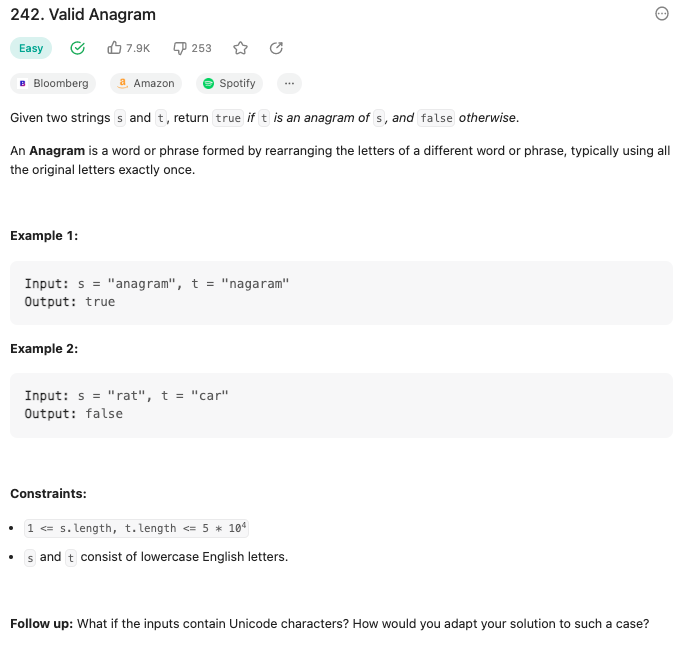 242. Valid Anagram
Easy 7.9K 253
B Bloomberg a Amazon Spotify ...
Given two strings s and t, return true if t is an anagram of s, and false otherwise.
An Anagram is a word or phrase formed by rearranging the letters of a different word or phrase, typically using all
the original letters exactly once.
Example 1:
Input: s = "anagram", t = "nagaram"
Output: true
Example 2:
Input: s = "rat", t = "car"
Output: false
Constraints:
• 1 <= s.length, t.length <= 5 * 10⁴
• s and t consist of lowercase English letters.
Follow up: What if the inputs contain Unicode characters? How would you adapt your solution to such a case?